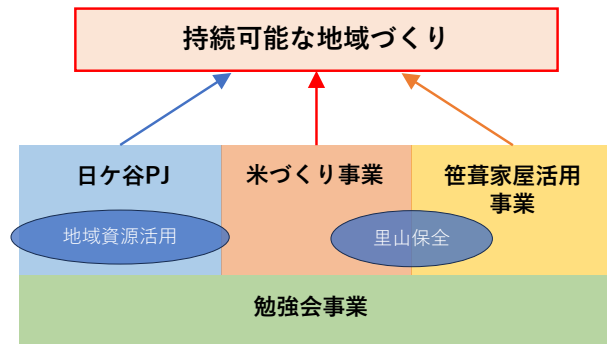 持続可能な地域づくり
日ケ谷PJ
米づくり事業
笹葺家屋活用
事業
地域資源活用
里山保全
勉強会事業